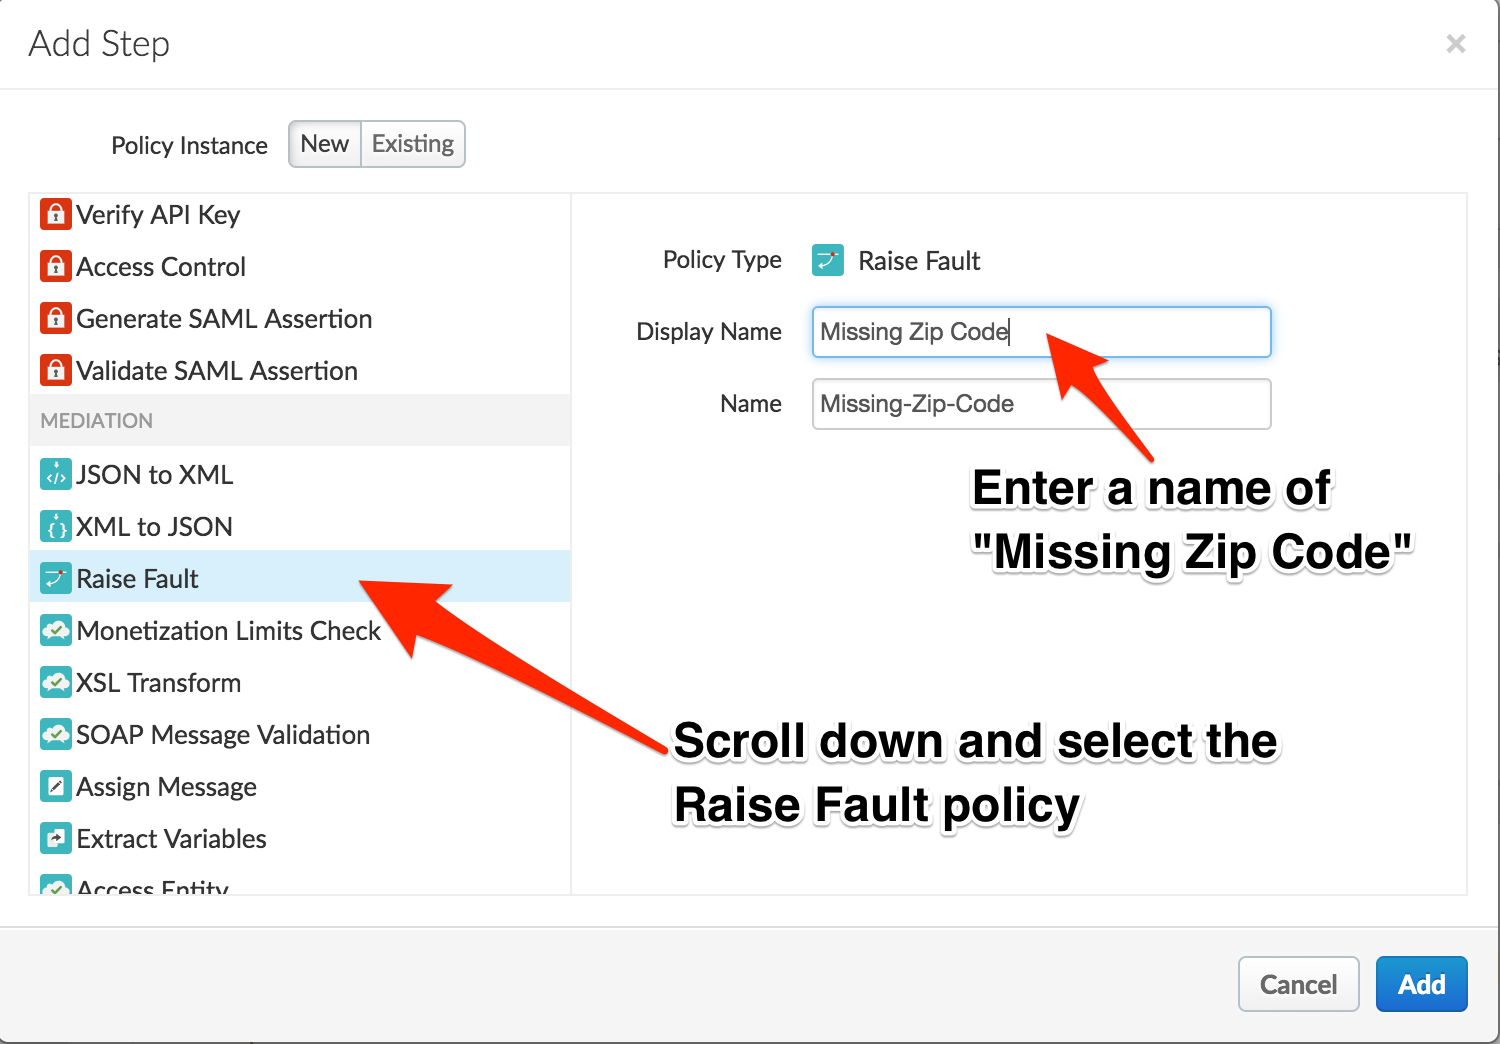 Add Step
×
Policy Instance
New
Existing
Verify API Key
Access Control
Generate SAML Assertion
Validate SAML Assertion
MEDIATION
JSON to XML
XML to JSON
Raise Fault
Monetization Limits Check
XSL Transform
SOAP Message Validation
Assign Message
Extract Variables
Access Entity
Policy Type
Raise Fault
Display Name
Missing Zip Code
Name
Missing-Zip-Code
Enter a name of
"Missing Zip Code"
Scroll down and select the
Raise Fault policy
Cancel
Add